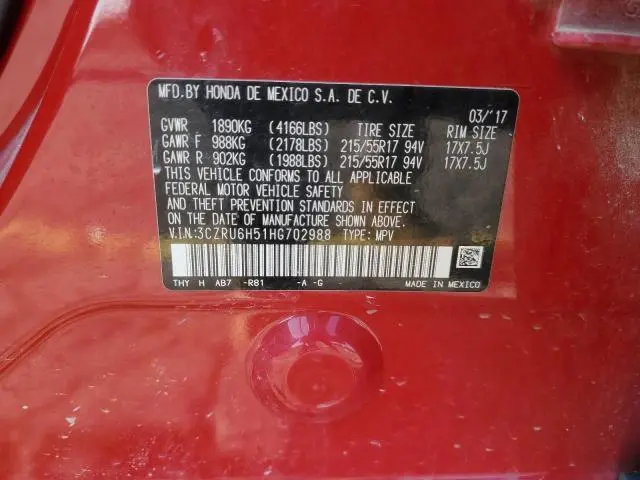 MFD.BY HONDA DE MEXICO S.A. DE C.V.
03/'17
GVWR 1890KG (4166LBS) TIRE SIZE RIM SIZE
GAWR F 988KG (2178LBS) 215/55R17 94V 17X7.5J
GAWR R 902KG (1988LBS) 215/55R17 94V 17X7.5J
THIS VEHICLE CONFORMS TO ALL APPLICABLE
FEDERAL MOTOR VEHICLE SAFETY
AND THEFT PREVENTION STANDARDS IN EFFECT
ON THE DATE OF MANUFACTURE SHOWN ABOVE.
V.I.N:3CZRU6H51HG702988 TYPE: MPV
THY H AB7 -R81 -A -G - MADE IN MEXICO